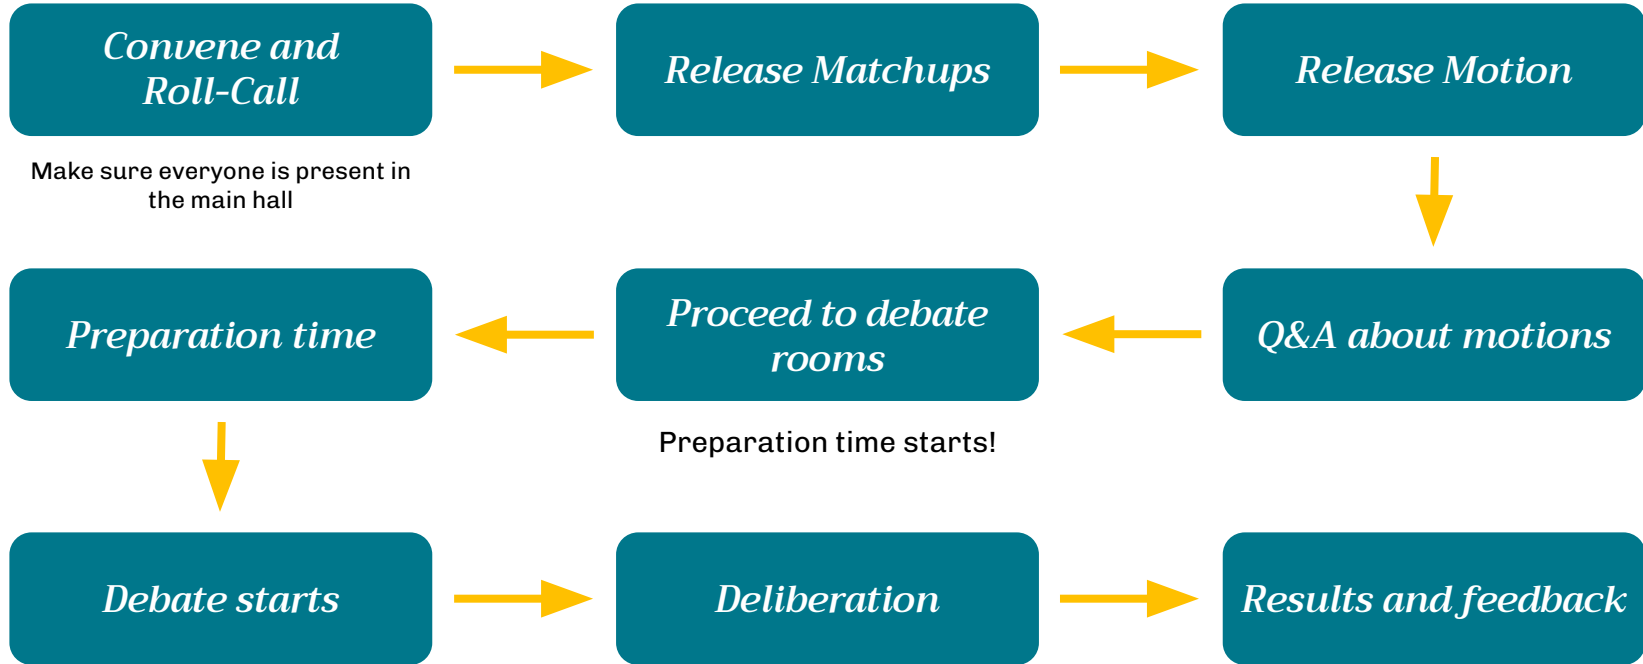 Convene and
Roll-Call
Release Matchups
Release Motion
Make sure everyone is present in
the main hall
Q&A about motions
Proceed to debate
rooms
Preparation time starts!
Preparation time
Debate starts
Deliberation
Results and feedback